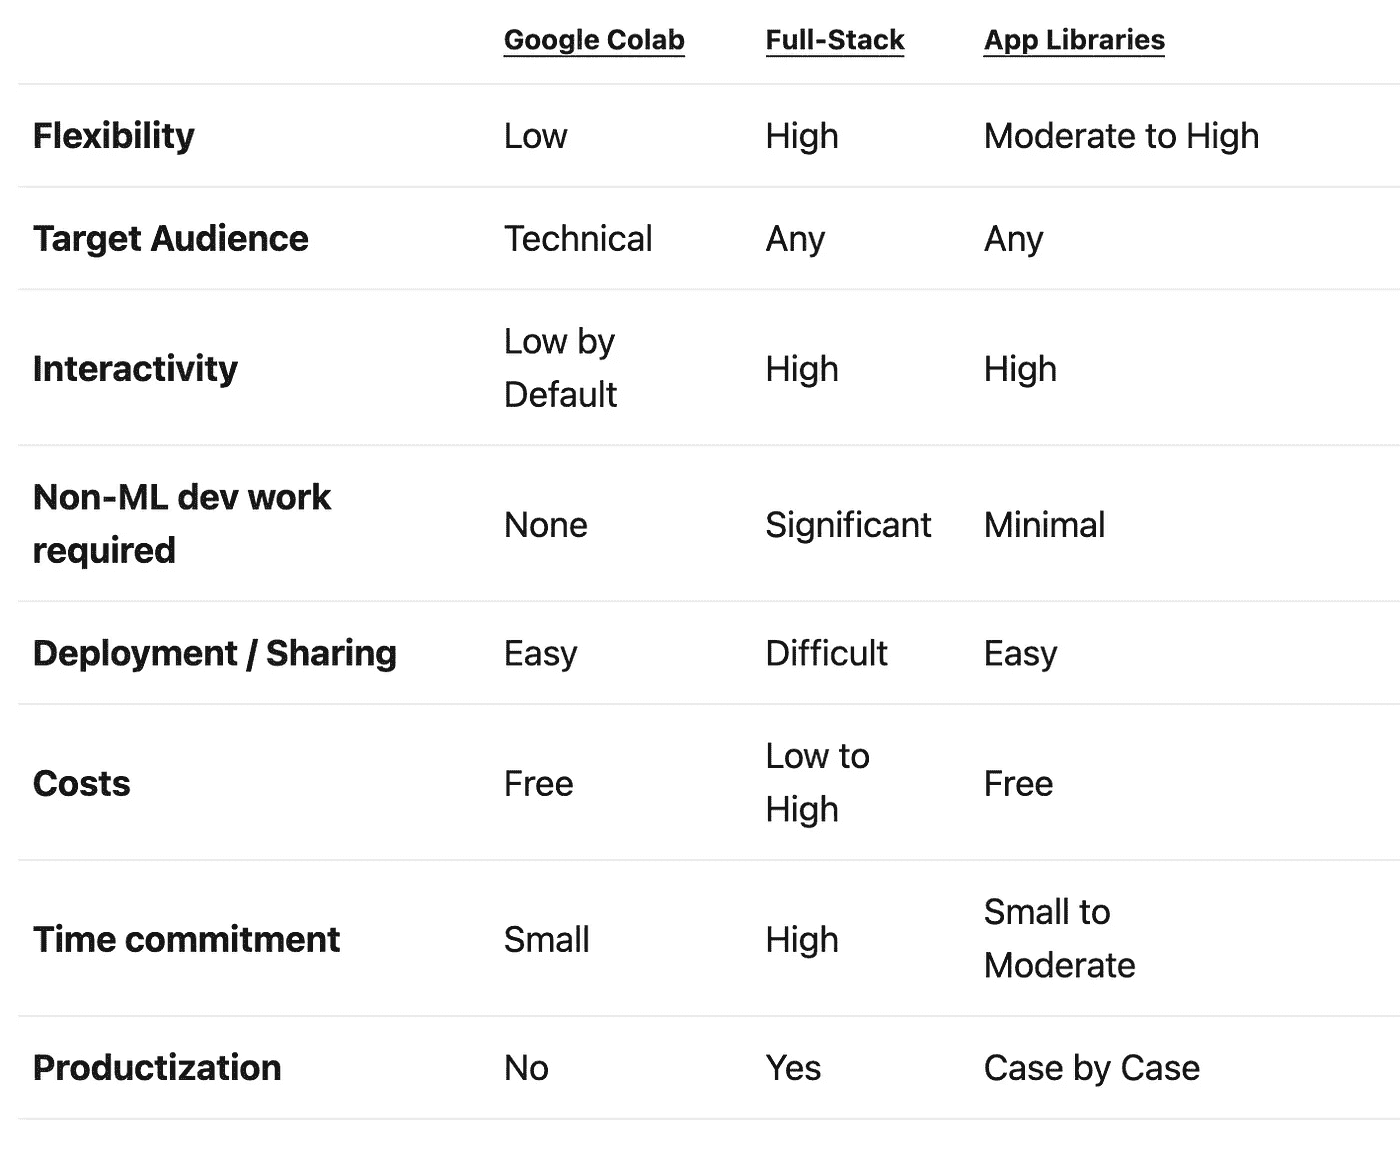 Google Colab Full-Stack App Libraries
Flexibility Low High Moderate to High
Target Audience Technical Any Any
Interactivity Low by Default High High
Non-ML dev work required None Significant Minimal
Deployment / Sharing Easy Difficult Easy
Costs Free Low to High Free
Time commitment Small High Small to Moderate
Productization No Yes Case by Case